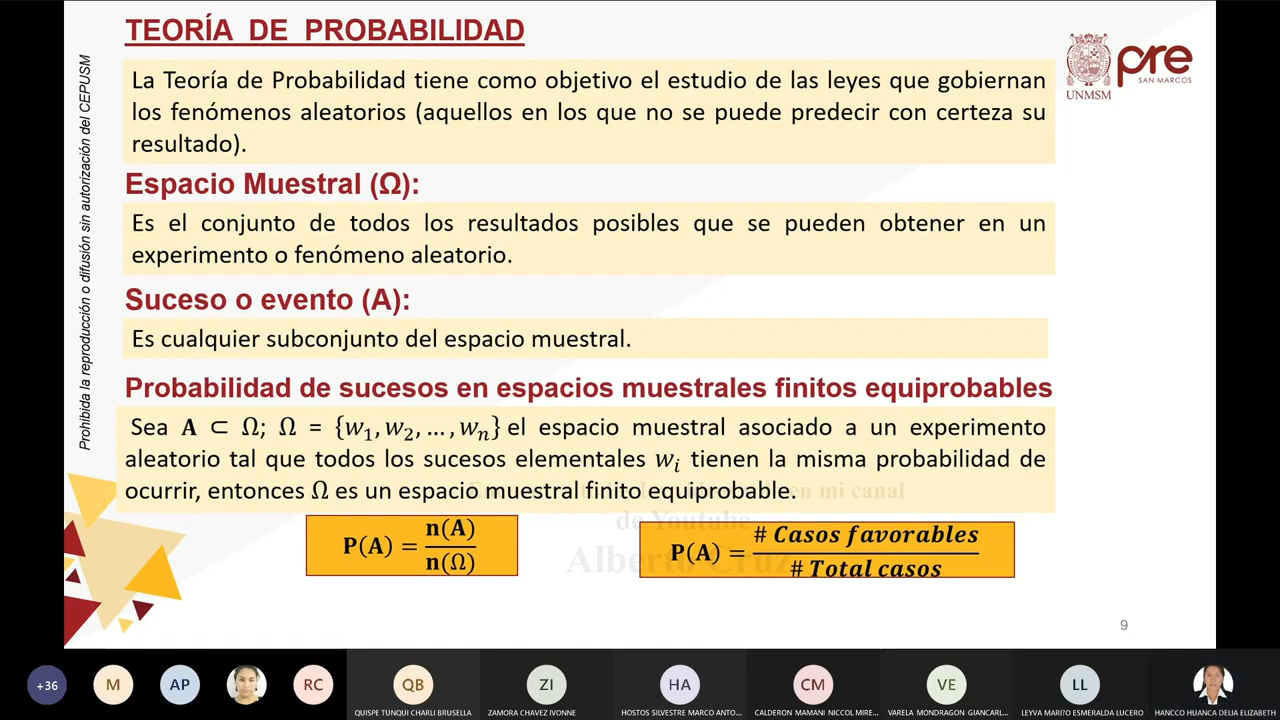 TEORÍA DE PROBABILIDAD
La Teoría de Probabilidad tiene como objetivo el estudio de las leyes que gobiernan
los fenómenos aleatorios (aquellos en los que no se puede predecir con certeza su
resultado).
Espacio Muestral (Ω):
Es el conjunto de todos los resultados posibles que se pueden obtener en un
experimento o fenómeno aleatorio.
Suceso o evento (A):
Es cualquier subconjunto del espacio muestral.
Probabilidad de sucesos en espacios muestrales finitos equiprobables
Sea A ⊂ Ω; Ω = {w₁, w₂, …, wₙ} el espacio muestral asociado a un experimento
aleatorio tal que todos los sucesos elementales wᵢ tienen la misma probabilidad de
ocurrir, entonces Ω es un espacio muestral finito equiprobable.
en mi canal
de Youtube
Alberto Cruz
P(A) = n(A) / n(Ω)
P(A) = # Casos favorables / # Total casos
9
Prohibida la reproducción o difusión sin autorización del CEPUSM
UNMSM
pre
SAN MARCOS
+36
M
AP
RC
QB
QUISPE TUNQUI CHARLI BRUSELLA
ZI
ZAMORA CHAVEZ IVONNE
HA
HOSTOS SILVESTRE MARCO ANTO...
CM
CALDERON MAMANI NICCOL MIRE...
VE
VARELA MONDRAGON GIANCARL...
LL
LEYVA MARIÑO ESMERALDA LUCERO
HANCCO HUANCA DELIA ELIZABETH